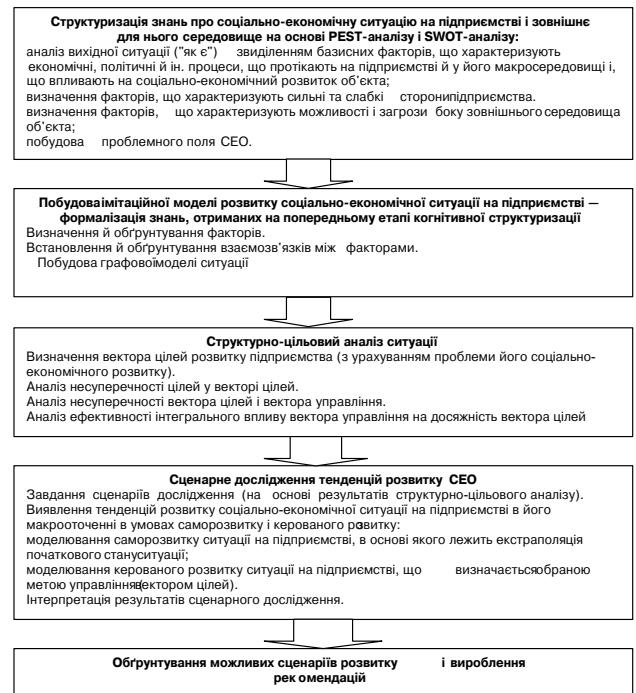 Структуризація знань про соціально-економічну ситуацію на підприємстві і зовнішнє
для нього середовище на основі PEST-аналізу і SWOT-аналізу:
аналіз вихідної ситуації ("як є") звиділенням базисних факторів, що характеризують
економічні, політичні й ін. процеси, що протікають на підприємстві й у його макросередовищі і,
що впливають на соціально-економічний розвиток об'єкта;
визначення факторів, що характеризують сильні та слабкі сторонипідприємства.
визначення факторів, що характеризують можливості і загрози боку зовнішнього середовища
об'єкта;
побудова проблемного поля СЕО.
Побудоваімітаційної моделі розвитку соціально-економічної ситуації на підприємстві —
формалізація знань, отриманих на попередньому етапі когнітивної структуризації
Визначення й обґрунтування факторів.
Встановлення й обґрунтування взаємозв'язків між факторами.
Побудова графовоїмоделі ситуації
Структурно-цільовий аналіз ситуації
Визначення вектора цілей розвитку підприємства (з урахуванням проблеми його соціально-
економічного розвитку).
Аналіз несуперечності цілей у векторі цілей.
Аналіз несуперечності вектора цілей і вектора управління.
Аналіз ефективності інтегрального впливу вектора управління на досяжність вектора цілей
Сценарне дослідження тенденцій розвитку СЕО
Завдання сценаріїв дослідження (на основі результатів структурно-цільового аналізу).
Виявлення тенденцій розвитку соціально-економічної ситуації на підприємстві в його
макрооточенні в умовах саморозвитку і керованого розвитку:
моделювання саморозвитку ситуації на підприємстві, в основі якого лежить екстраполяція
початкового стануситуації;
моделювання керованого розвитку ситуації на підприємстві, що визначаєтьсяобраною
метою управління(вектором цілей).
Інтерпретація результатів сценарного дослідження.
Обґрунтування можливих сценаріїв розвитку і вироблення
рек омендацій